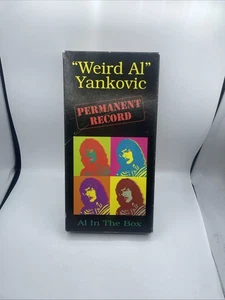 "Weird Al"
Yankovic
PERMANENT
RECORD
Al In The Box